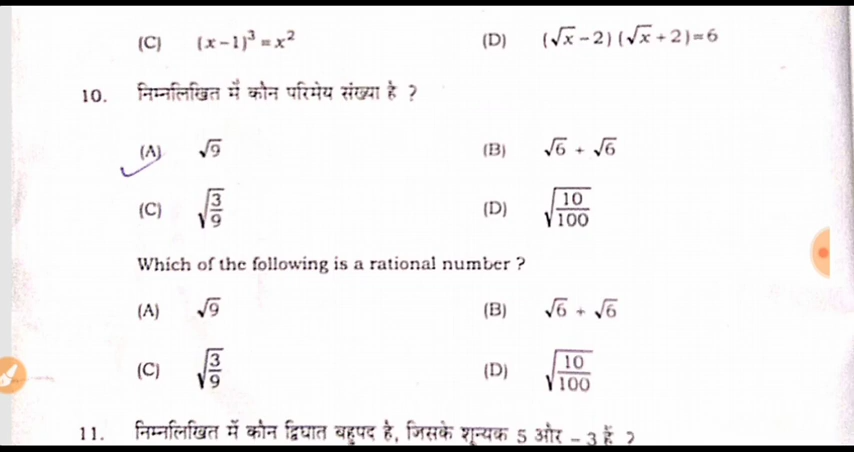 (C) (x-1)³ = x² (D) (√x - 2) (√x + 2) = 6
10. निम्नलिखित में कौन परिमेय संख्या है ?
(A) √9 (B) √6 + √6
(C) √(3/9) (D) √(10/100)
Which of the following is a rational number ?
(A) √9 (B) √6 + √6
(C) √(3/9) (D) √(10/100)
11. निम्नलिखित में कौन द्विघात बहुपद है, जिसके शून्यक 5 और - 3 हैं ?